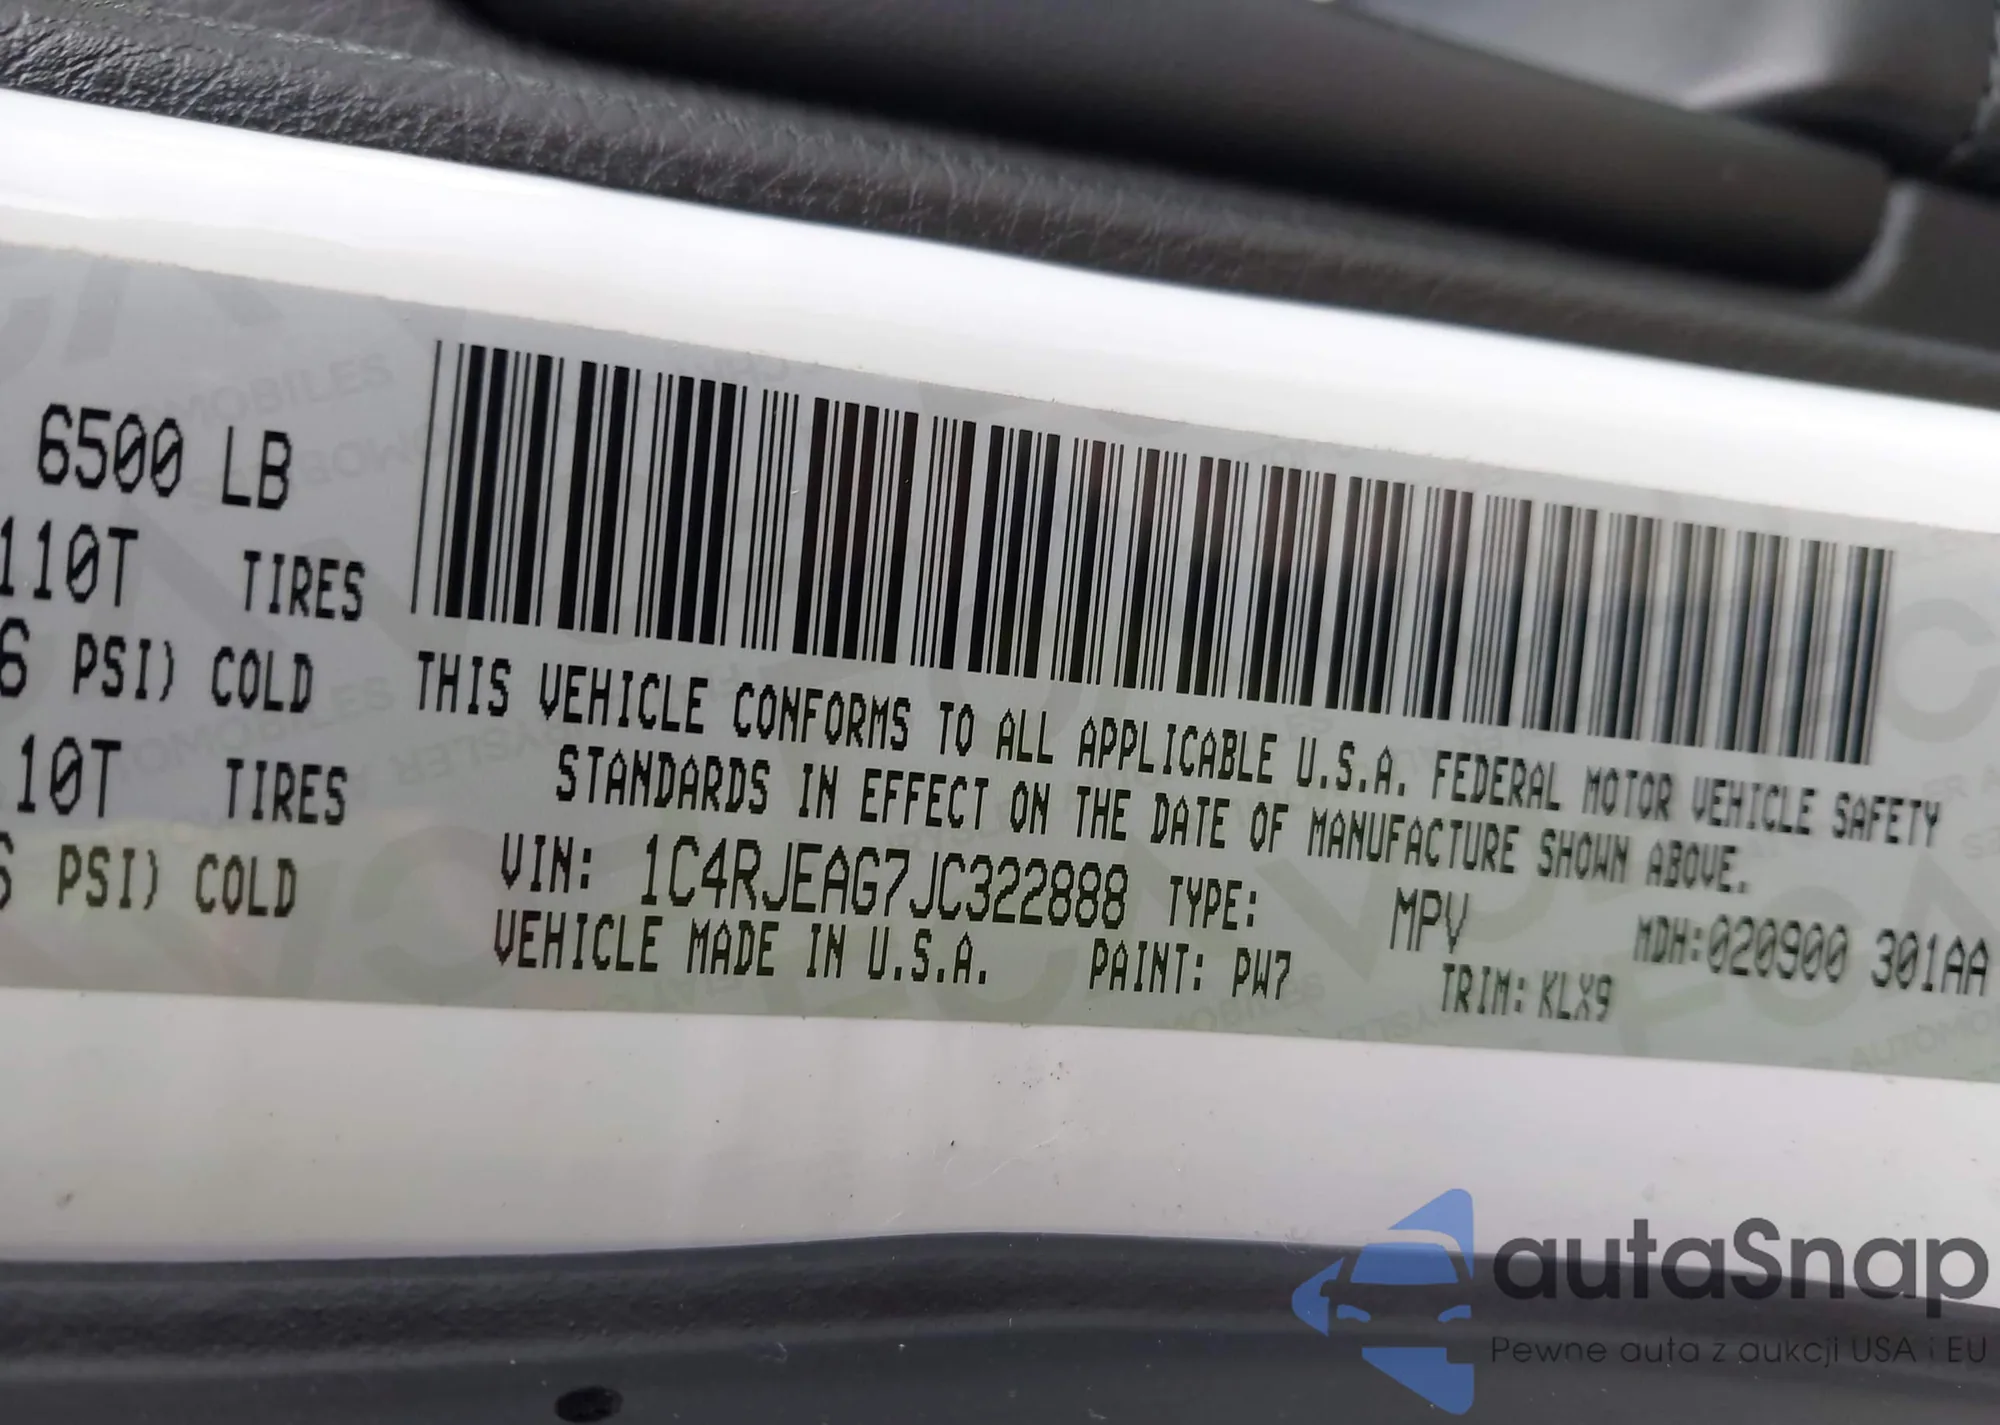 6500 LB
110T TIRES
6 PSI) COLD
10T TIRES
PSI) COLD
THIS VEHICLE CONFORMS TO ALL APPLICABLE U.S.A. FEDERAL MOTOR VEHICLE SAFETY
STANDARDS IN EFFECT ON THE DATE OF MANUFACTURE SHOWN ABOVE.
VIN: 1C4RJEAG7JC322888 TYPE: MPV MDH:020900 301AA
VEHICLE MADE IN U.S.A. PAINT: PW7 TRIM: KLX9
autaSnap
Pewne auta z aukcji USA i EU